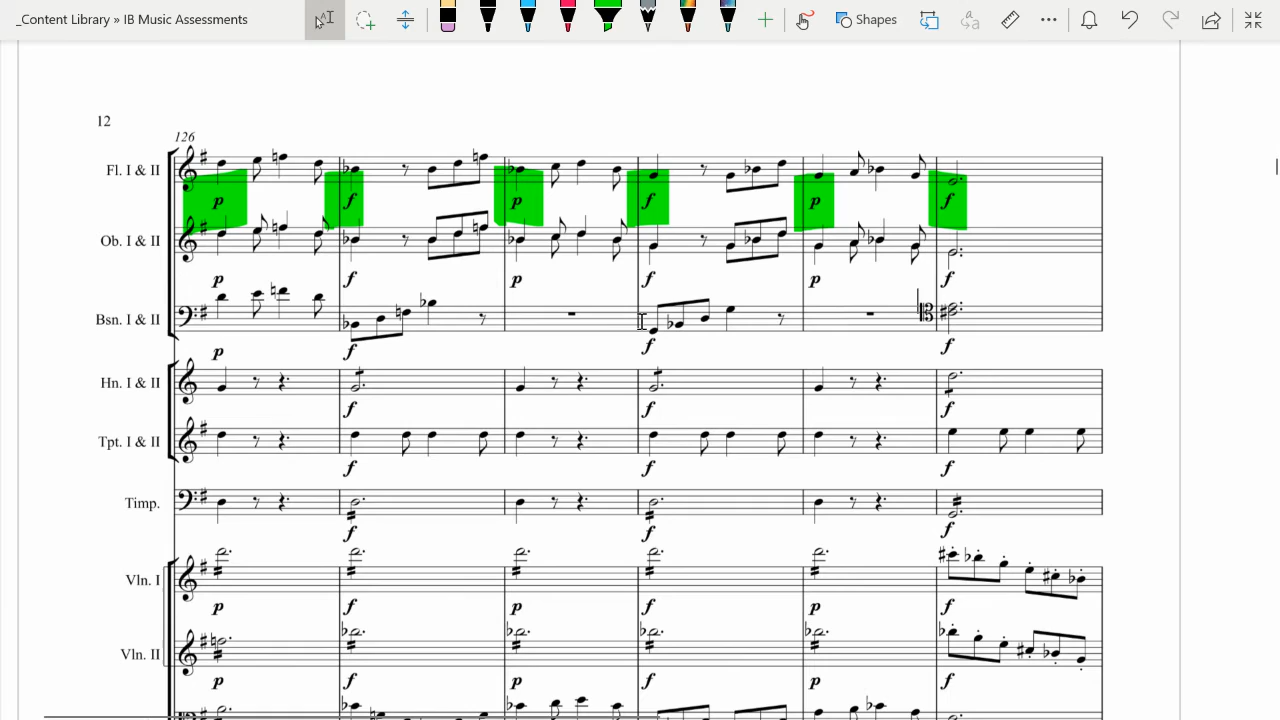 _Content Library » IB Music Assessments
Shapes
12
126
Fl. I & II
p f p f p f
Ob. I & II
p f p f p f
Bsn. I & II
p f f f
Hn. I & II
f f f
Tpt. I & II
f f f
Timp.
f f f
Vln. I
p f p f p f
Vln. II
p f p f p f